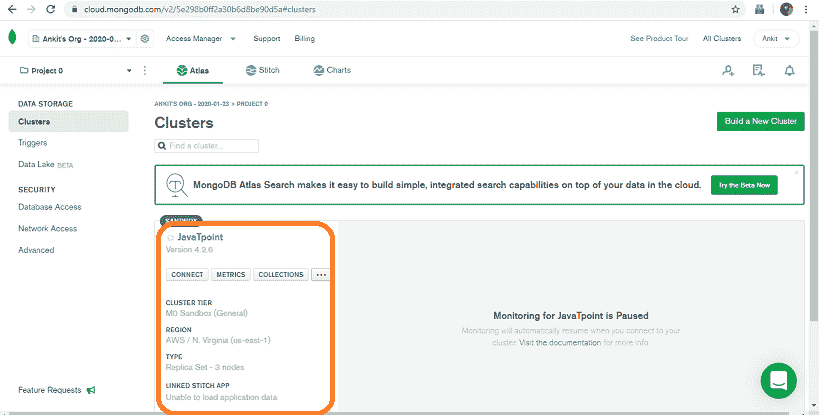 cloud.mongodb.com/v2/5e298b0ff2a30b6d8be90d5a#clusters
Ankit's Org - 2020-0...
Access Manager
Support
Billing
See Product Tour
All Clusters
Ankit
Project 0
Atlas
Stitch
Charts
DATA STORAGE
Clusters
Triggers
Data Lake BETA
SECURITY
Database Access
Network Access
Advanced
Feature Requests
ANKIT'S ORG - 2020-01-23 > PROJECT 0
Clusters
Build a New Cluster
Find a cluster...
MongoDB Atlas Search makes it easy to build simple, integrated search capabilities on top of your data in the cloud.
Try the Beta Now
SANDBOX
JavaTpoint
Version 4.2.6
CONNECT
METRICS
COLLECTIONS
...
CLUSTER TIER
M0 Sandbox (General)
REGION
AWS / N. Virginia (us-east-1)
TYPE
Replica Set - 3 nodes
LINKED STITCH APP
Unable to load application data
Monitoring for JavaTpoint is Paused
Monitoring will automatically resume when you connect to your
cluster. Visit the documentation for more info.